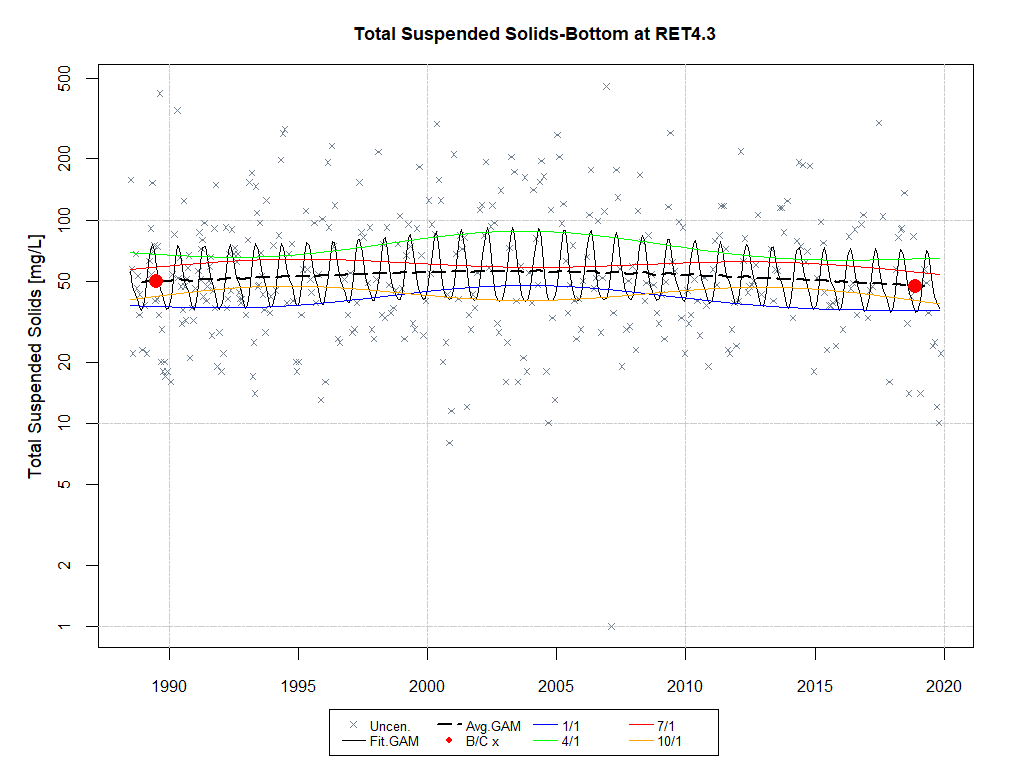 Total Suspended Solids-Bottom at RET4.3
Total Suspended Solids [mg/L]
500
200
100
50
20
10
5
2
1
1990 1995 2000 2005 2010 2015 2020
Uncen. Avg.GAM 1/1 7/1
Fit.GAM B/C x 4/1 10/1